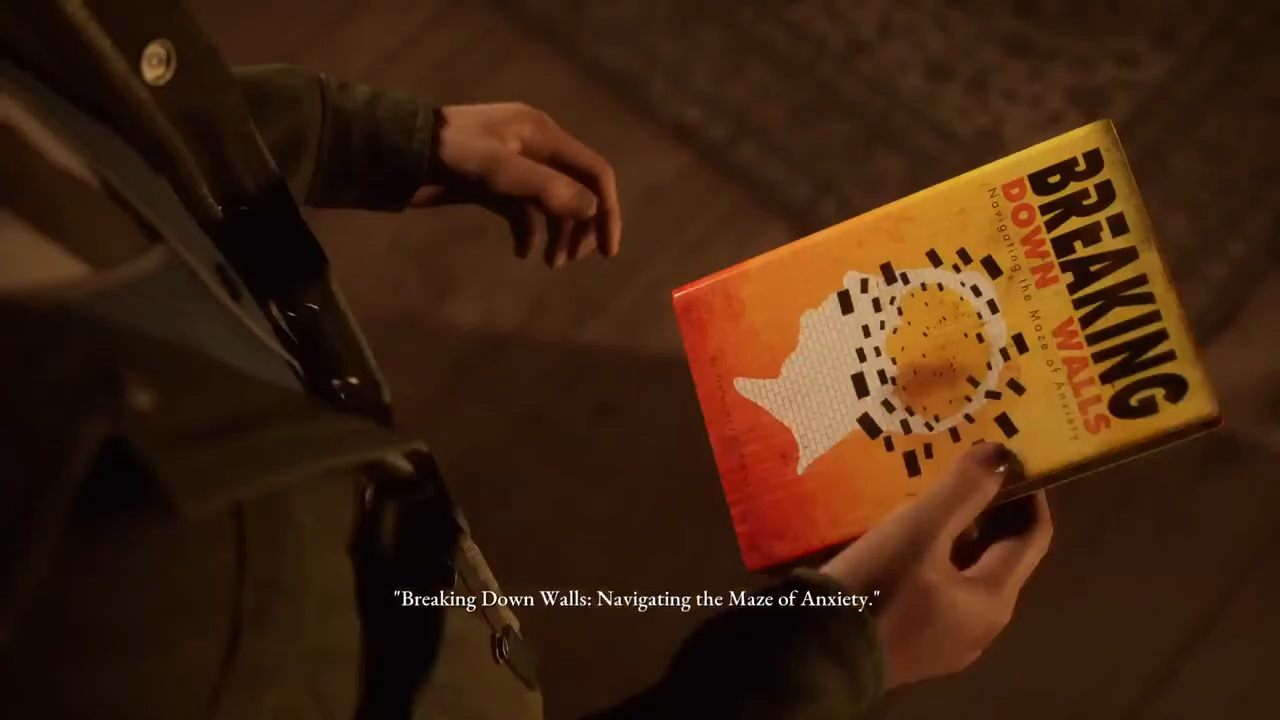 BREAKING
DOWN WALLS
Navigating the Maze of Anxiety
"Breaking Down Walls: Navigating the Maze of Anxiety."